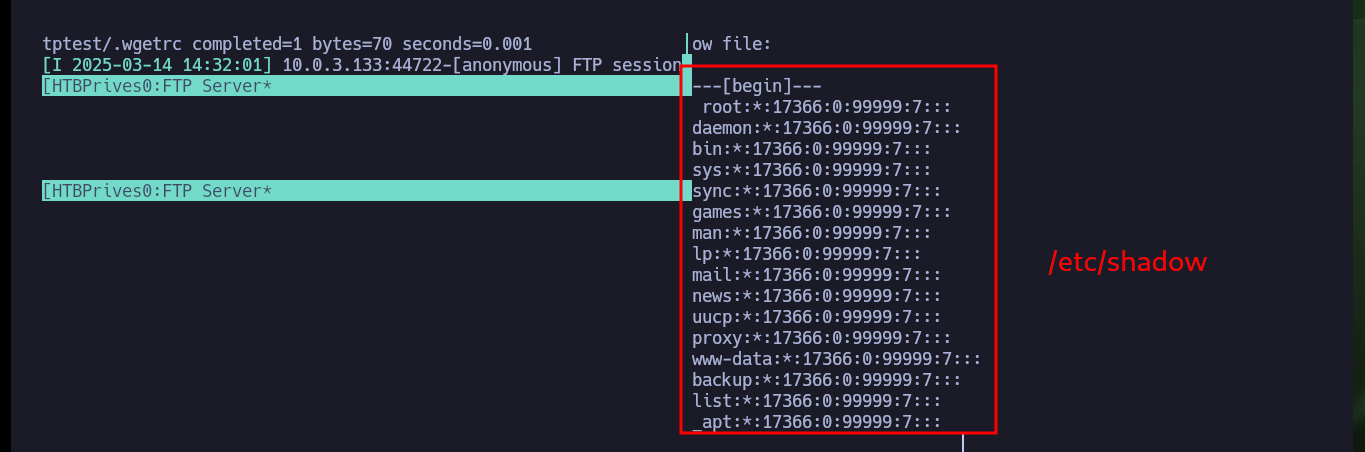 tptest/.wgetrc completed=1 bytes=70 seconds=0.001
[I 2025-03-14 14:32:01] 10.0.3.133:44722-[anonymous] FTP session
[HTBPrives0:FTP Server*
[HTBPrives0:FTP Server*
ow file:
---[begin]---
root:*:17366:0:99999:7:::
daemon:*:17366:0:99999:7:::
bin:*:17366:0:99999:7:::
sys:*:17366:0:99999:7:::
sync:*:17366:0:99999:7:::
games:*:17366:0:99999:7:::
man:*:17366:0:99999:7:::
lp:*:17366:0:99999:7:::
mail:*:17366:0:99999:7:::
news:*:17366:0:99999:7:::
uucp:*:17366:0:99999:7:::
proxy:*:17366:0:99999:7:::
www-data:*:17366:0:99999:7:::
backup:*:17366:0:99999:7:::
list:*:17366:0:99999:7:::
_apt:*:17366:0:99999:7:::
/etc/shadow